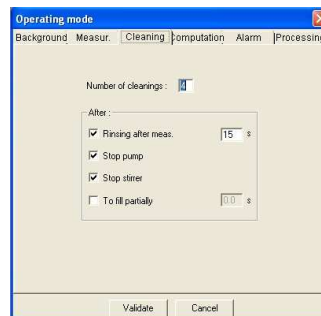 Operating mode
Background Measur. Cleaning Computation Alarm Processing
Number of cleanings : 4
After :
Rinsing after meas. 15 s
Stop pump
Stop stirrer
To fill partially 0.0 s
Validate Cancel